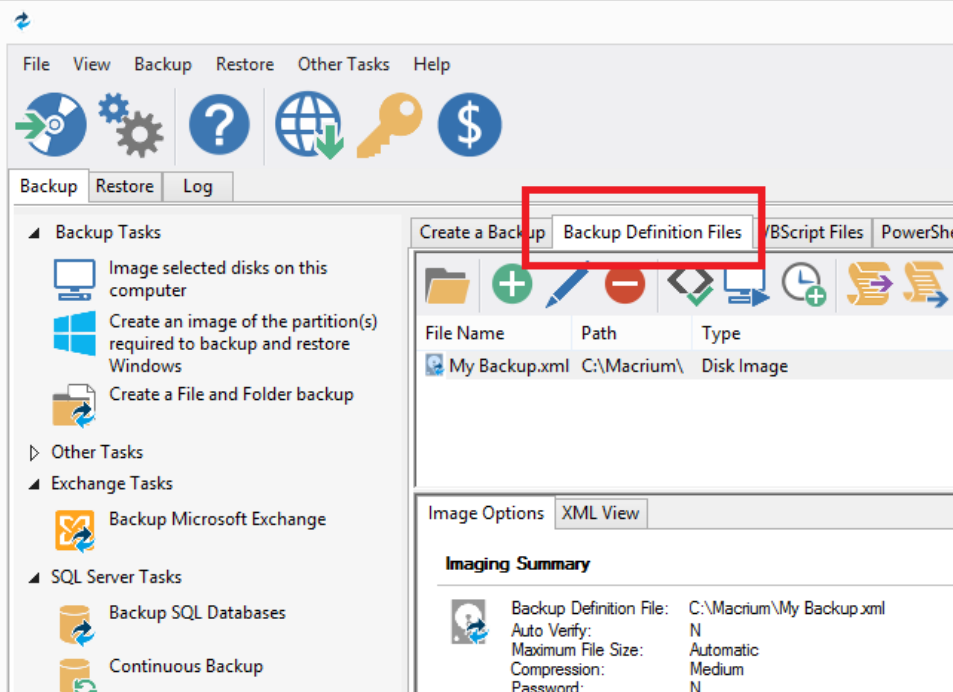 File View Backup Restore Other Tasks Help
Backup Restore Log
Backup Tasks
Image selected disks on this
computer
Create an image of the partition(s)
required to backup and restore
Windows
Create a File and Folder backup
Other Tasks
Exchange Tasks
Backup Microsoft Exchange
SQL Server Tasks
Backup SQL Databases
Continuous Backup
Create a Backup Backup Definition Files VBScript Files PowerShe
File Name Path Type
My Backup.xml C:\Macrium\ Disk Image
Image Options XML View
Imaging Summary
Backup Definition File: C:\Macrium\My Backup.xml
Auto Verify: N
Maximum File Size: Automatic
Compression: Medium
Password: N